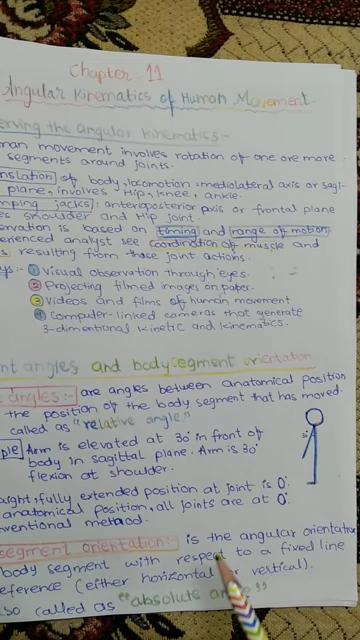 Chapter 11
Angular Kinematics of Human Movement
erving the angular kinematics :-
man movement involves rotation of one ore more
segments around joints.
nslation of body, locomotion :mediolateral axis or sagi-
plane, involves Hip, knee, ankle.
mping jacks : anteroposterior axis or frontal plane
es shoulder and Hip joint.
ervation is based on timing and range of motion
erienced analyst see coordination of muscle and
s resulting from those joint actions.
ys :- 1 Visual observation through eyes.
2 Projecting filmed images on paper.
3 Videos and films of human movement
4 Computer-linked cameras that generate
3-dimentional kinetic and kinematics.
nt angles and body segment orientation
angles :- are angles between anatomical position
the position of the body segment that has moved.
called as "relative angle"
ple Arm is elevated at 30° in front of
body in sagittal plane. Arm is 30°
flexion at shoulder.
30°
aight, fully extended position at joint is 0°
anatomical position, all joints are at 0°
nventional method.
segment orientation :- is the angular orientation
body segment with respect to a fixed line
eference (either horizontal or vertical).
lso called as "absolute